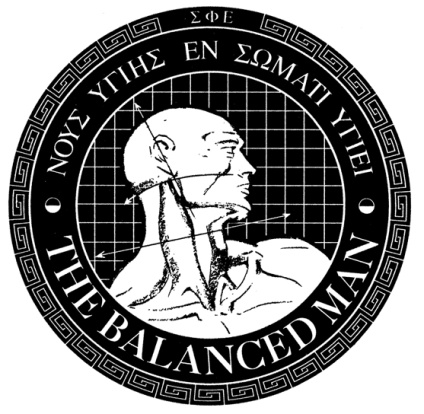 ΣΦΕ
ΝΟΥΣ ΥΓΙΗΣ ΕΝ ΣΩΜΑΤΙ ΥΓΙΕΙ
THE BALANCED MAN